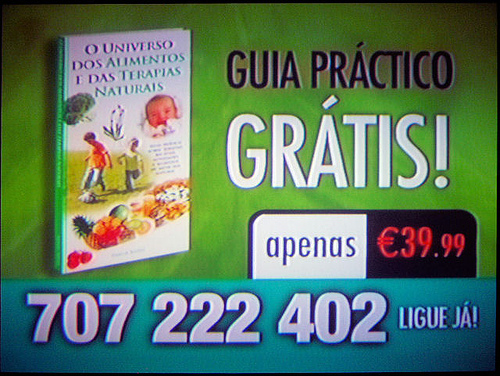 O UNIVERSO
DOS ALIMENTOS
E DAS TERAPIAS
NATURAIS
GUIA PRÁCTICO
GRÁTIS!
apenas €39.99
707 222 402 LIGUE JÁ!